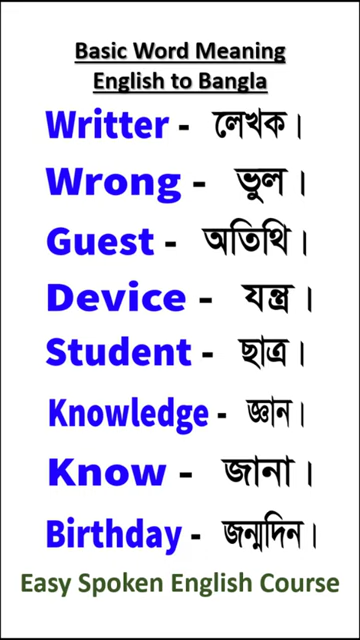 Basic Word Meaning
English to Bangla
Writter - লেখক।
Wrong - ভুল।
Guest - অতিথি।
Device - যন্ত্র।
Student - ছাত্র।
Knowledge - জ্ঞান।
Know - জানা।
Birthday - জন্মদিন।
Easy Spoken English Course